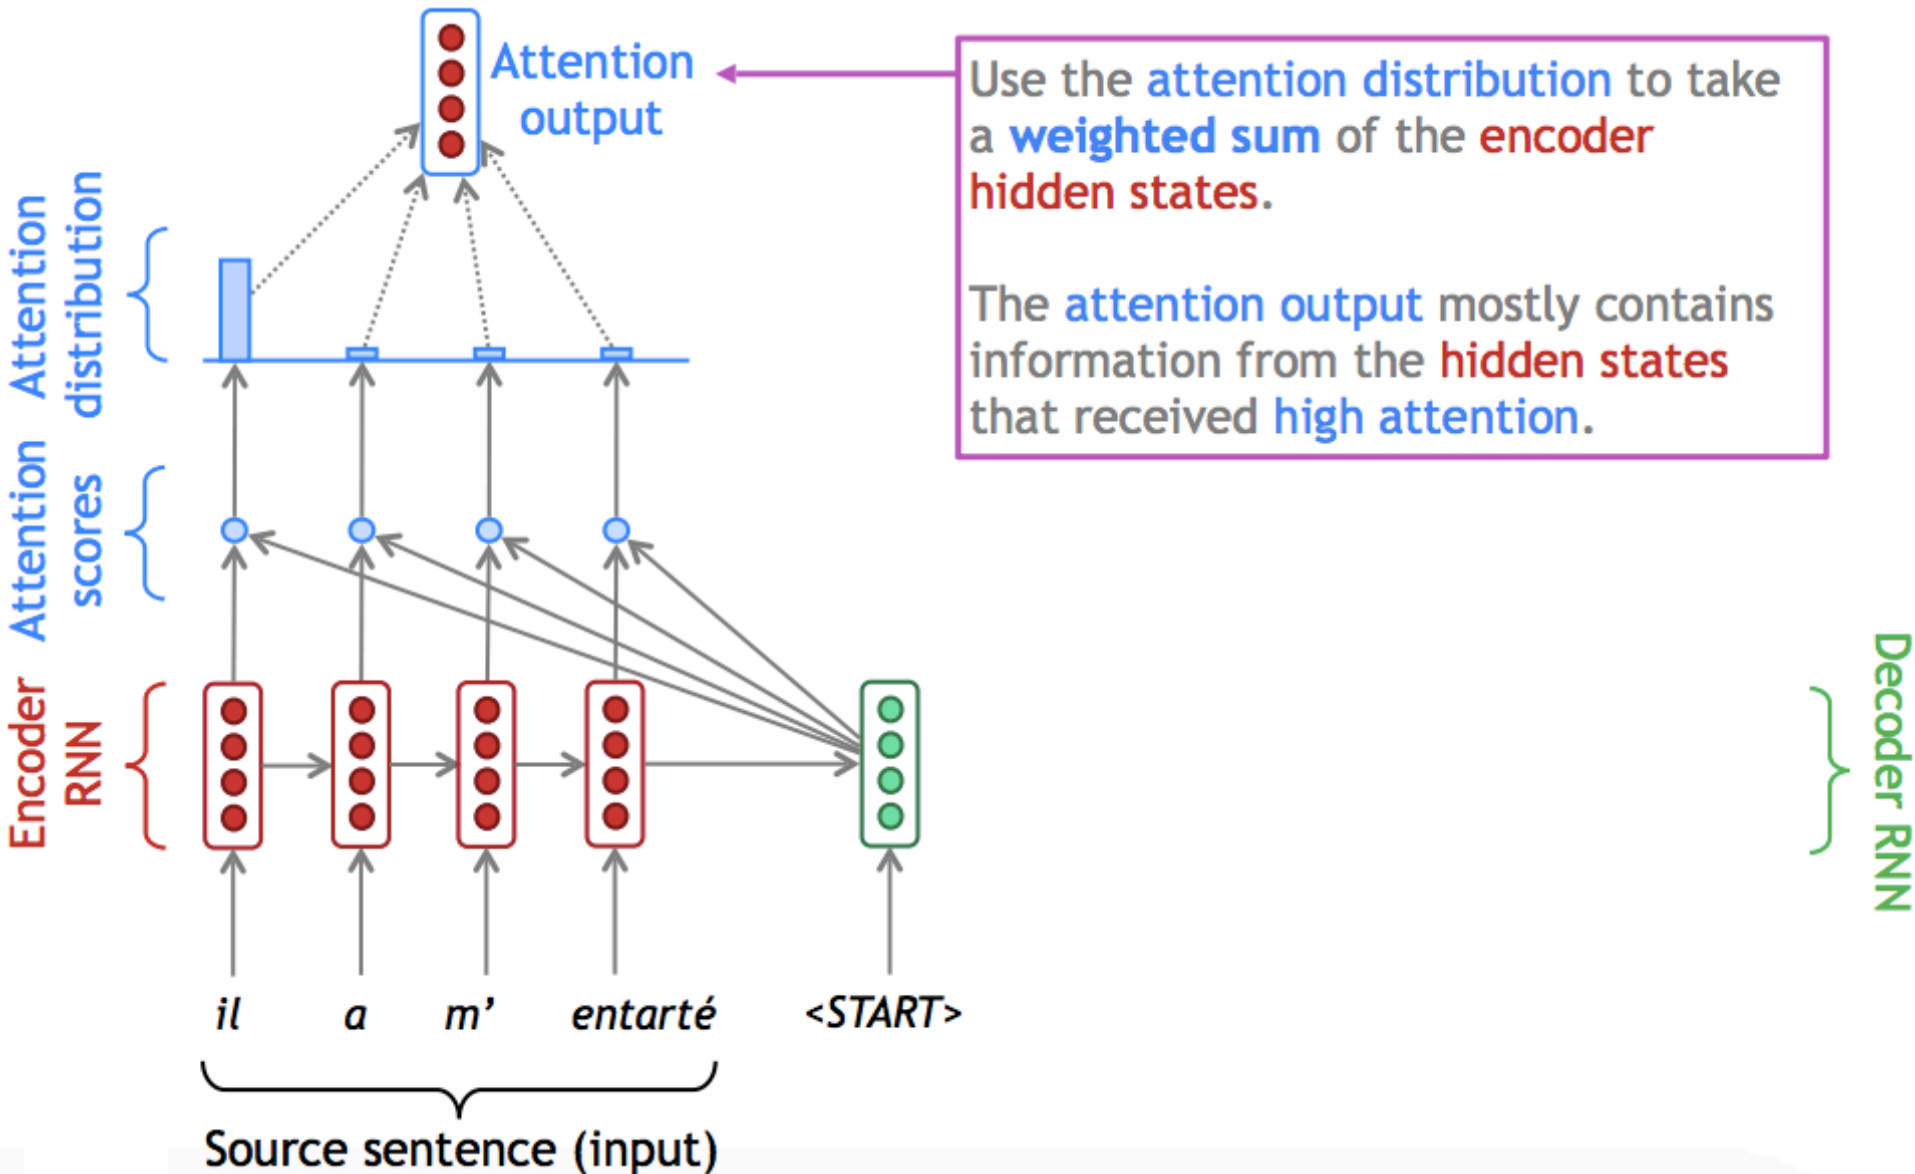 Attention
output
Use the attention distribution to take
a weighted sum of the encoder
hidden states.
The attention output mostly contains
information from the hidden states
that received high attention.
Attention
distribution
Attention
scores
Encoder
RNN
Decoder RNN
il a m’ entarté <START>
Source sentence (input)